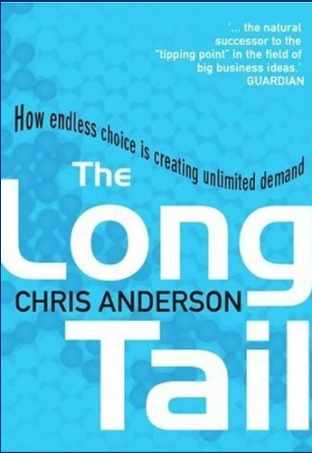 '... the natural
successor to the
"tipping point" in the field of
big business ideas.'
GUARDIAN
How endless choice is creating unlimited demand
The
Long
CHRIS ANDERSON
Tail